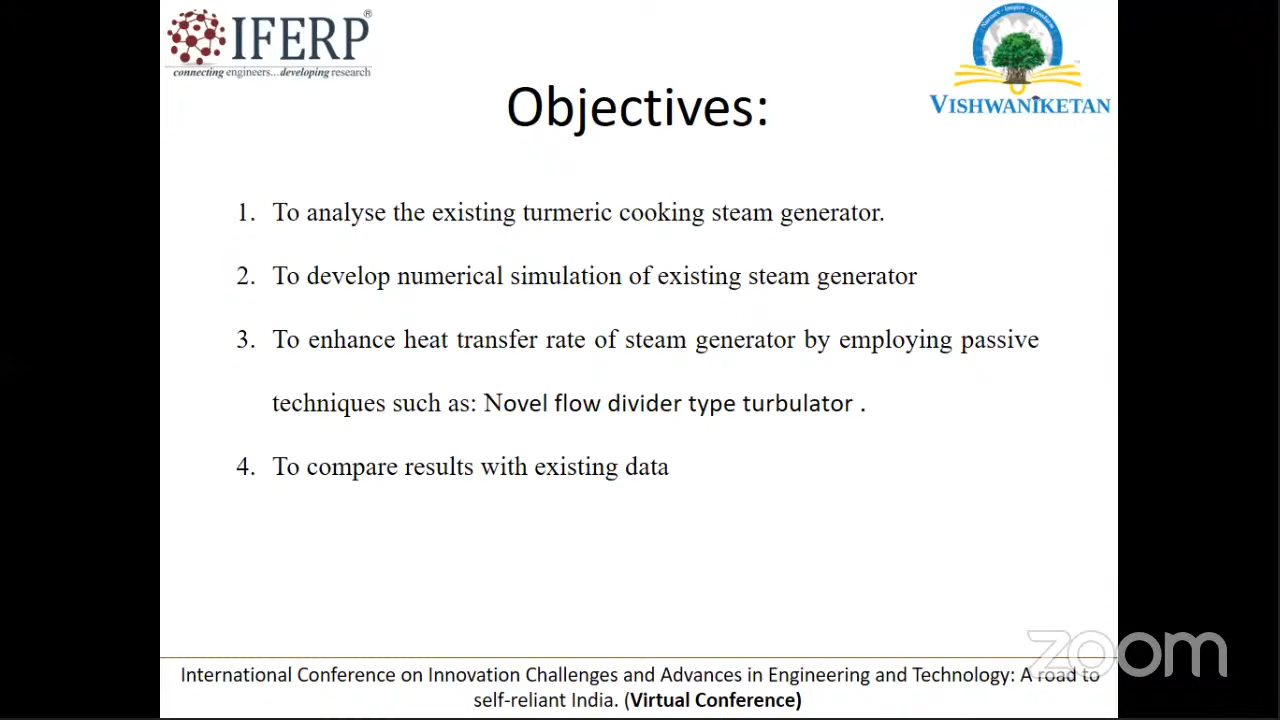 IFERP®
connecting engineers...developing research
Nurture - Inspire - Transform
VISHWANIKETAN
Objectives:
1. To analyse the existing turmeric cooking steam generator.
2. To develop numerical simulation of existing steam generator
3. To enhance heat transfer rate of steam generator by employing passive
techniques such as: Novel flow divider type turbulator .
4. To compare results with existing data
zoom
International Conference on Innovation Challenges and Advances in Engineering and Technology: A road to
self-reliant India. (Virtual Conference)